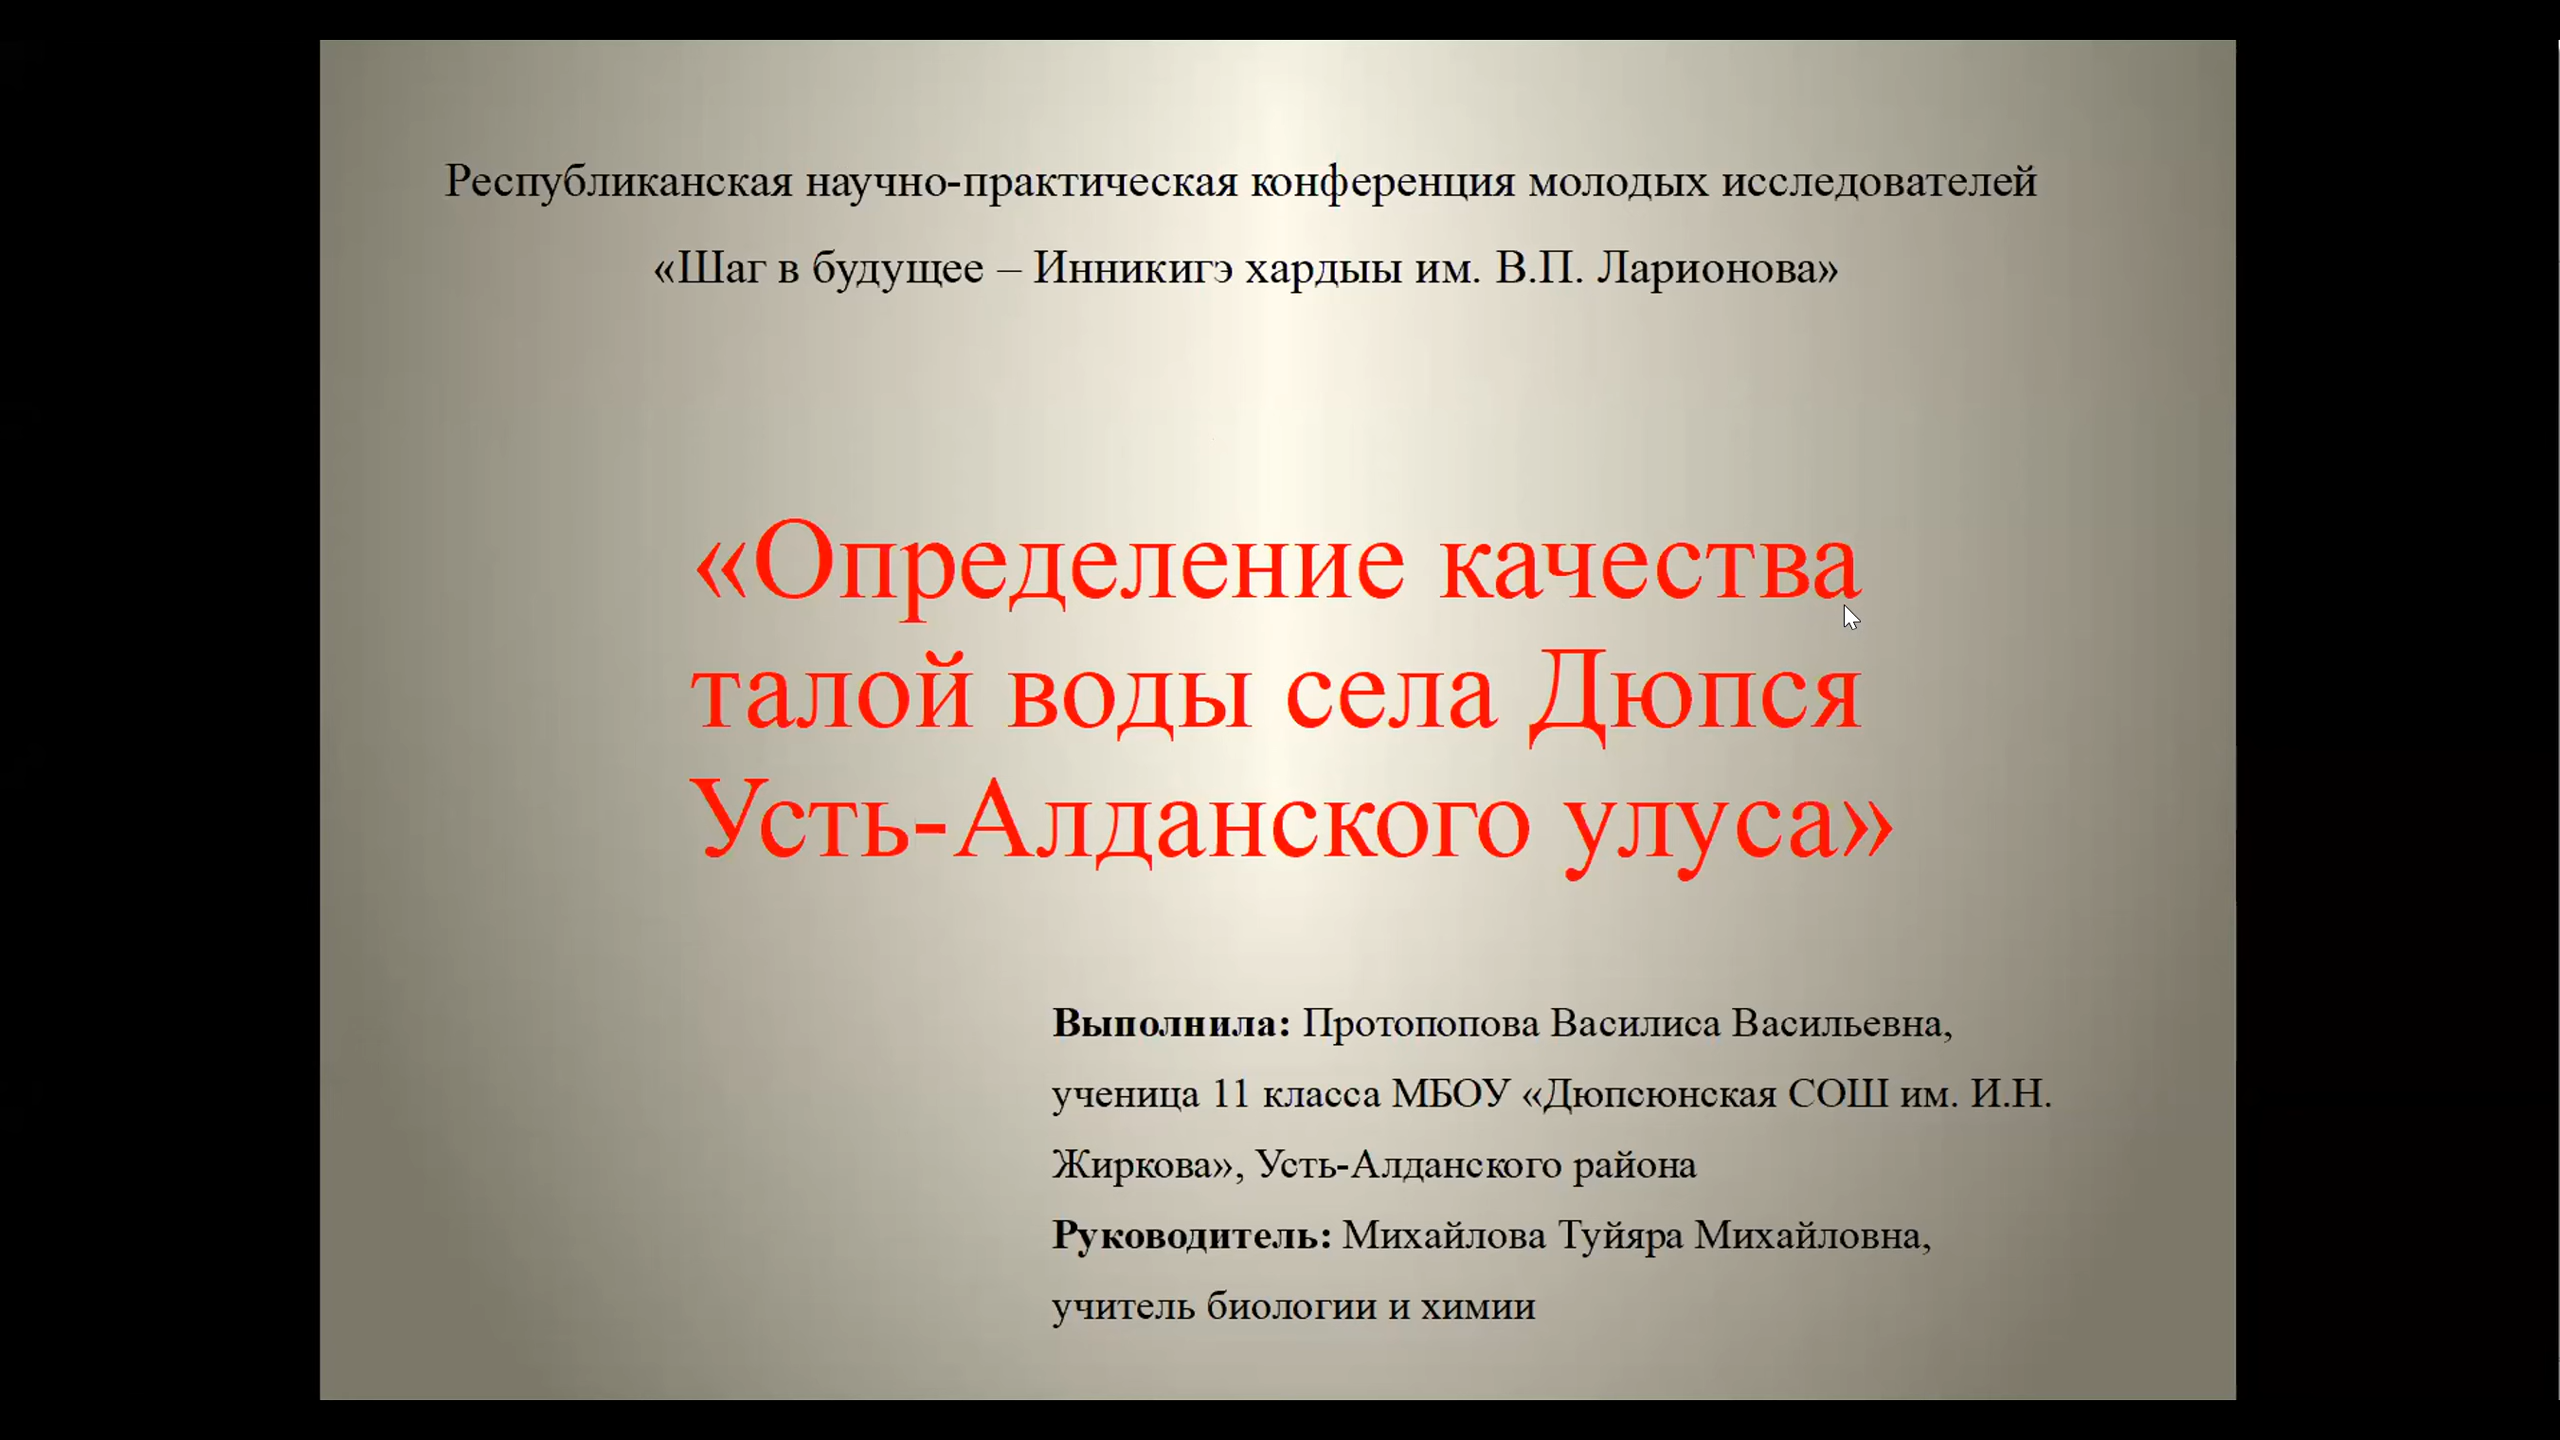 Республиканская научно-практическая конференция молодых исследователей
«Шаг в будущее – Инникигэ хардыы им. В.П. Ларионова»
«Определение качества
талой воды села Дюпся
Усть-Алданского улуса»
Выполнила: Протопопова Василиса Васильевна,
ученица 11 класса МБОУ «Дюпсюнская СОШ им. И.Н.
Жиркова», Усть-Алданского района
Руководитель: Михайлова Туйяра Михайловна,
учитель биологии и химии